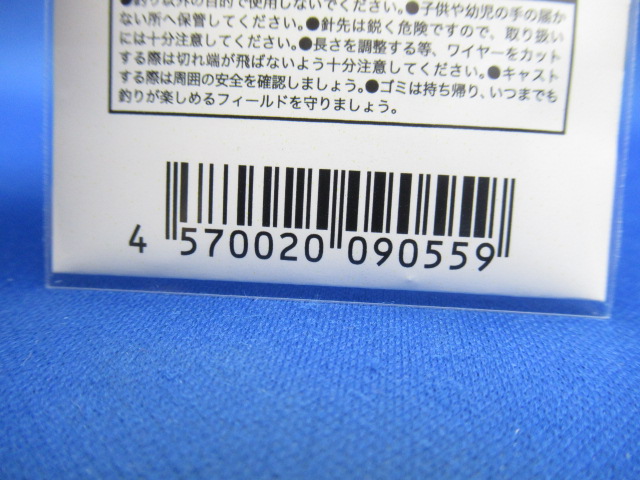 ●釣り以外の目的で使用しないでください。●子供や幼児の手の届か
ない所へ保管してください。●針先は鋭く危険ですので、取り扱い
には十分注意してください。●長さを調整する等、ワイヤーをカット
する際は切れ端が飛ばないよう十分注意してください。●キャスト
する際は周囲の安全を確認しましょう。●ゴミは持ち帰り、いつまでも
釣りが楽しめるフィールドを守りましょう。
4 570020 090559